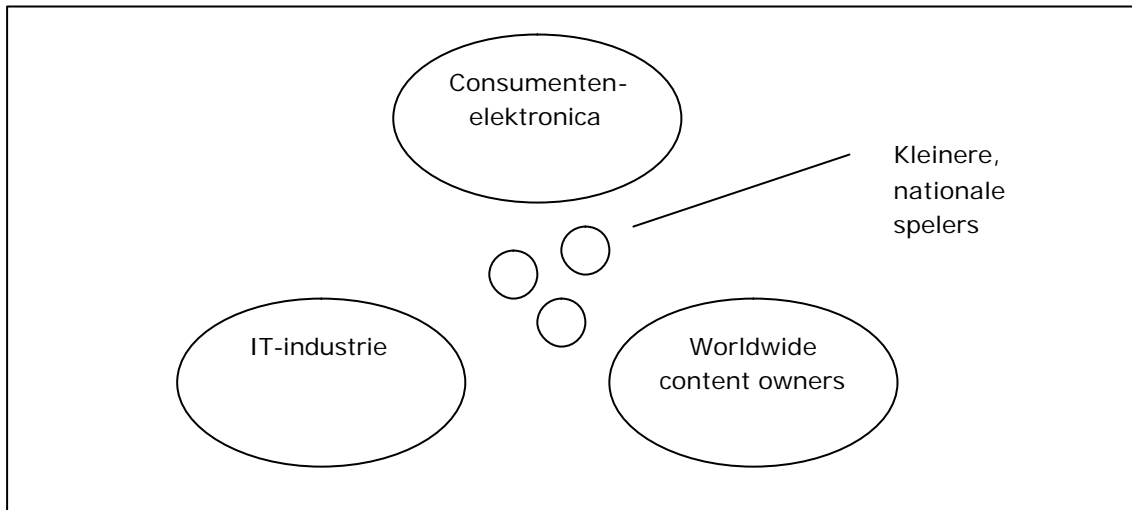 Consumenten-
elektronica
Kleinere,
nationale
spelers
IT-industrie
Worldwide
content owners